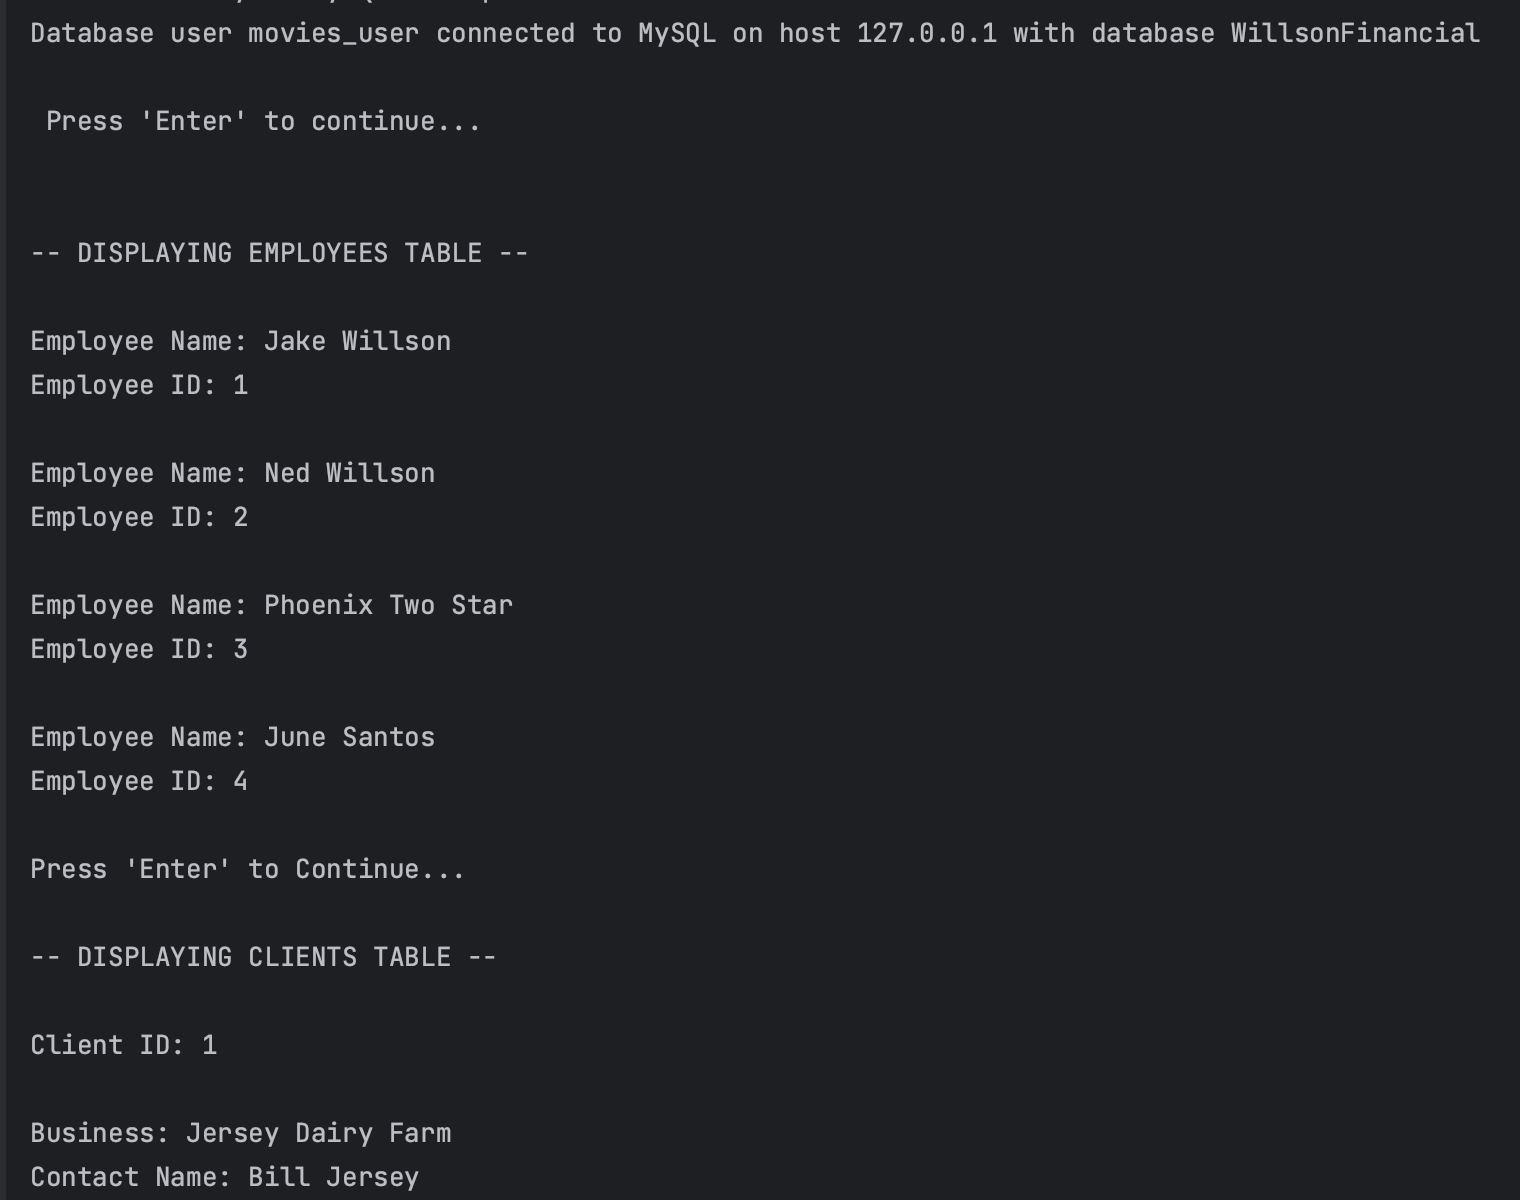 Database user movies_user connected to MySQL on host 127.0.0.1 with database WillsonFinancial
Press 'Enter' to continue...
-- DISPLAYING EMPLOYEES TABLE --
Employee Name: Jake Willson
Employee ID: 1
Employee Name: Ned Willson
Employee ID: 2
Employee Name: Phoenix Two Star
Employee ID: 3
Employee Name: June Santos
Employee ID: 4
Press 'Enter' to Continue...
-- DISPLAYING CLIENTS TABLE --
Client ID: 1
Business: Jersey Dairy Farm
Contact Name: Bill Jersey